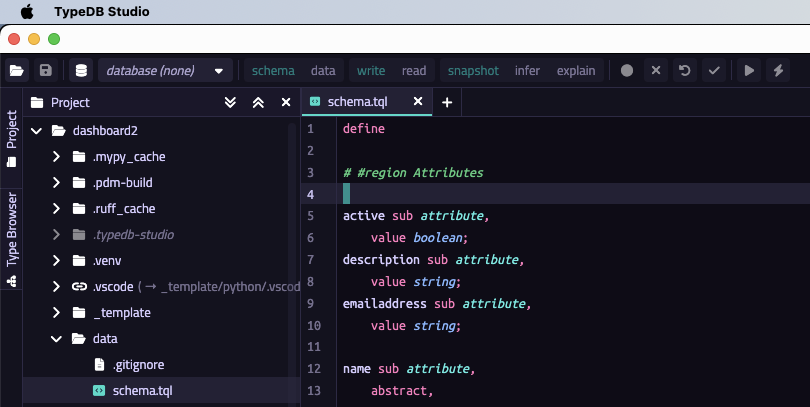 TypeDB Studio
database (none)
schema data
write read
snapshot infer explain
Project
Type Browser
Project
dashboard2
.mypy_cache
.pdm-build
.ruff_cache
.typedb-studio
.venv
.vscode (→ _template/python/.vscod
_template
data
.gitignore
schema.tql
schema.tql
1 define
2
3 # #region Attributes
4
5 active sub attribute,
6 value boolean;
7 description sub attribute,
8 value string;
9 emailaddress sub attribute,
10 value string;
11
12 name sub attribute,
13 abstract,